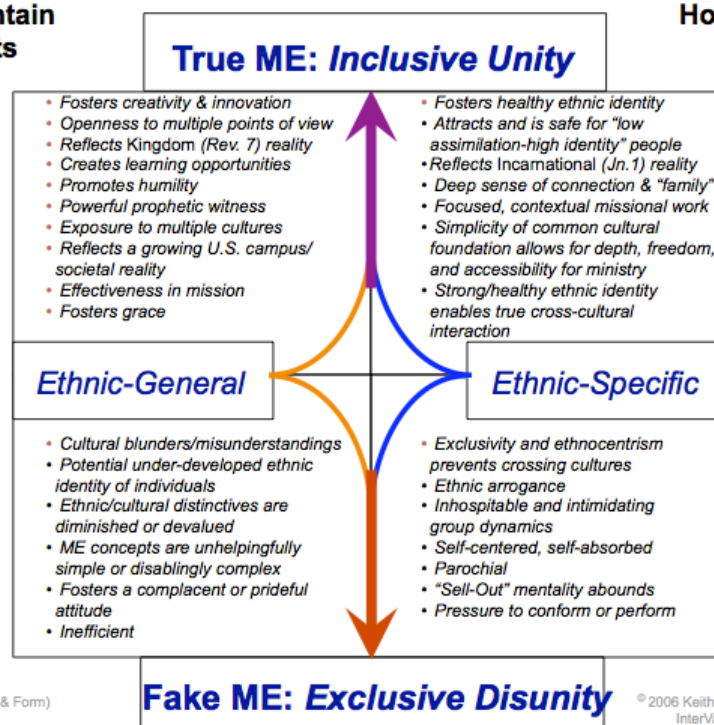 True ME: Inclusive Unity
• Fosters creativity & innovation
• Openness to multiple points of view
• Reflects Kingdom (Rev. 7) reality
• Creates learning opportunities
• Promotes humility
• Powerful prophetic witness
• Exposure to multiple cultures
• Reflects a growing U.S. campus/
societal reality
• Effectiveness in mission
• Fosters grace
• Fosters healthy ethnic identity
• Attracts and is safe for "low
assimilation-high identity" people
• Reflects Incarnational (Jn.1) reality
• Deep sense of connection & "family"
• Focused, contextual missional work
• Simplicity of common cultural
foundation allows for depth, freedom,
and accessibility for ministry
• Strong/healthy ethnic identity
enables true cross-cultural
interaction
Ethnic-General
Ethnic-Specific
• Cultural blunders/misunderstandings
• Potential under-developed ethnic
identity of individuals
• Ethnic/cultural distinctives are
diminished or devalued
• ME concepts are unhelpingfully
simple or disablingly complex
• Fosters a complacent or prideful
attitude
• Inefficient
• Exclusivity and ethnocentrism
prevents crossing cultures
• Ethnic arrogance
• Inhospitable and intimidating
group dynamics
• Self-centered, self-absorbed
• Parochial
• "Sell-Out" mentality abounds
• Pressure to conform or perform
Fake ME: Exclusive Disunity
& Form)
© 2006 Keith